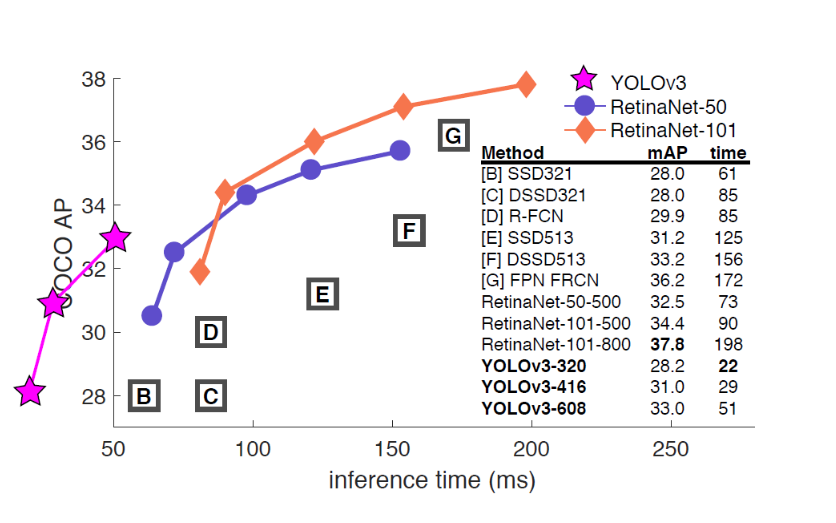 38
36
34
32
30
28
COCO AP
50
100
150
200
250
inference time (ms)
B
C
D
E
F
G
YOLOv3
RetinaNet-50
RetinaNet-101
Method mAP time
[B] SSD321 28.0 61
[C] DSSD321 28.0 85
[D] R-FCN 29.9 85
[E] SSD513 31.2 125
[F] DSSD513 33.2 156
[G] FPN FRCN 36.2 172
RetinaNet-50-500 32.5 73
RetinaNet-101-500 34.4 90
RetinaNet-101-800 37.8 198
YOLOv3-320 28.2 22
YOLOv3-416 31.0 29
YOLOv3-608 33.0 51